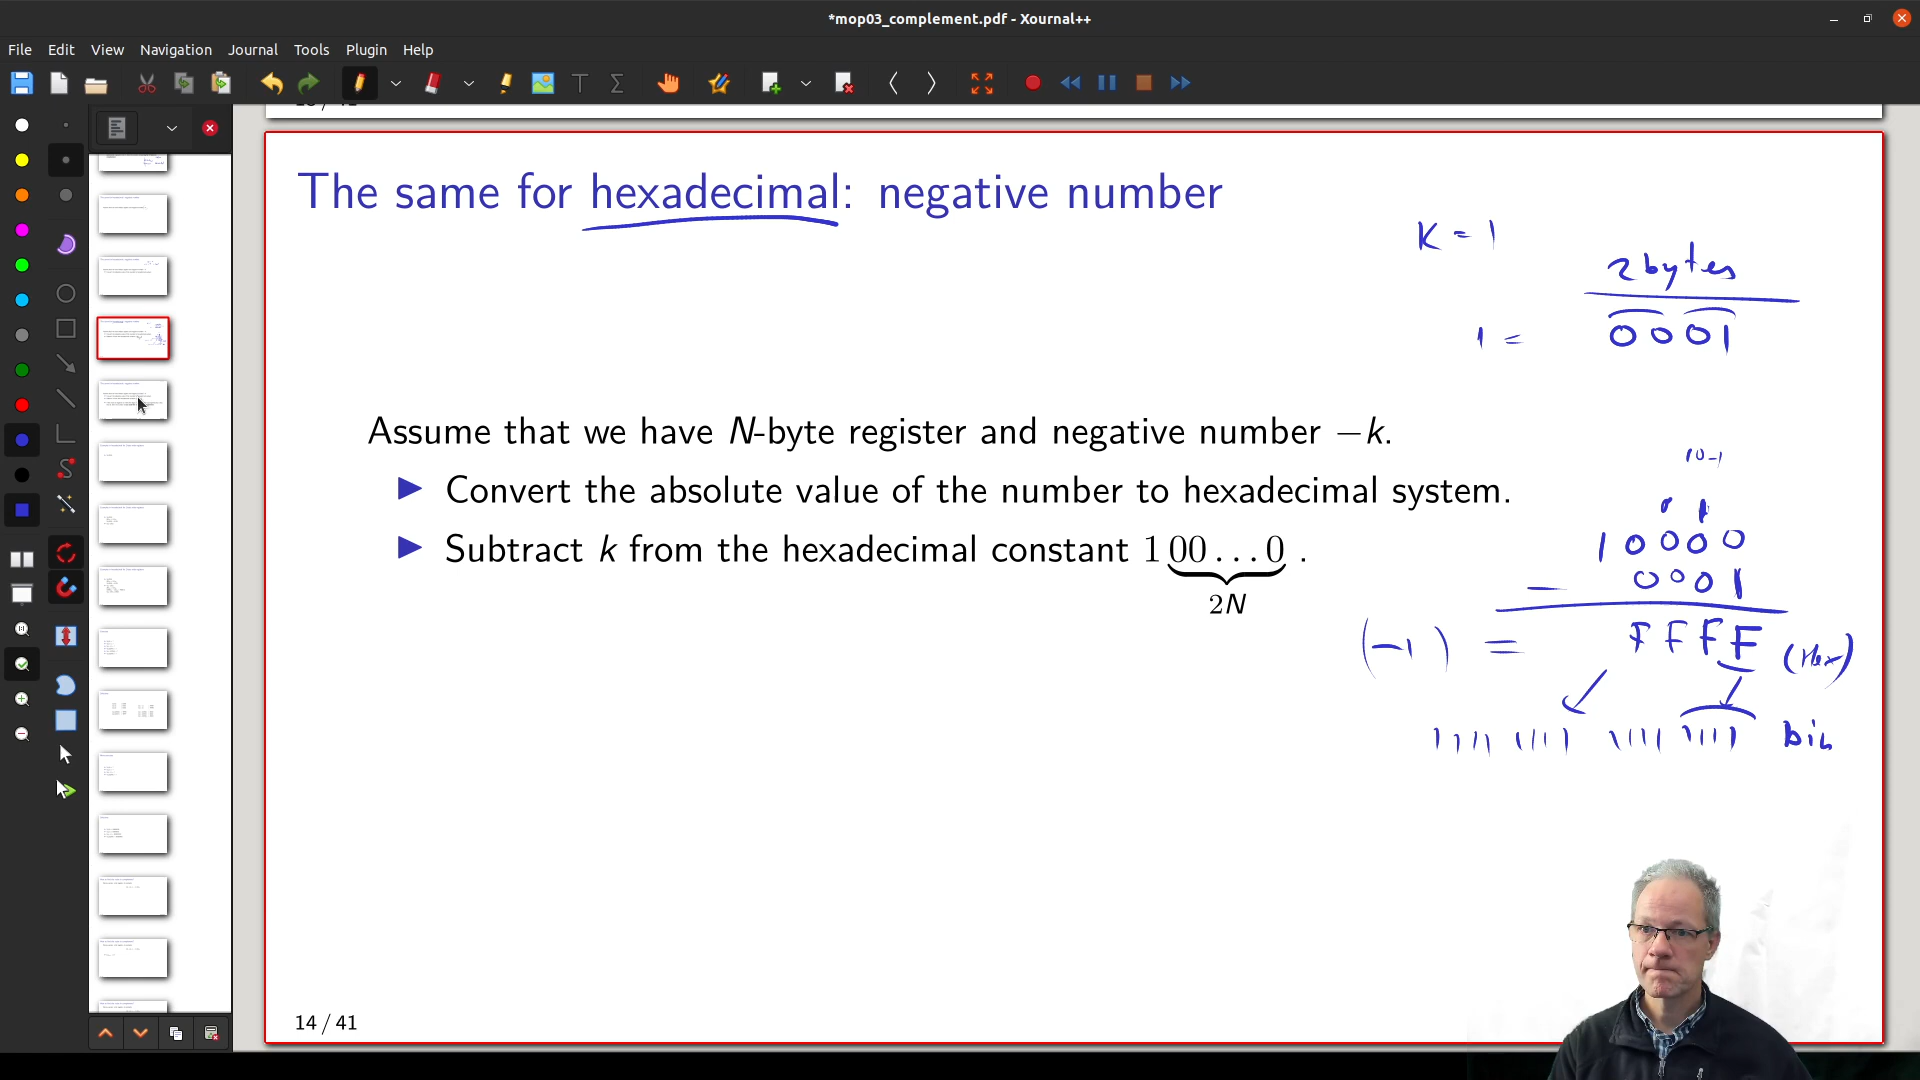 *mop03_complement.pdf - Xournal++
File Edit View Navigation Journal Tools Plugin Help
The same for hexadecimal: negative number
K = 1
2 bytes
1 = 0001
Assume that we have N-byte register and negative number −k.
10-1
▶ Convert the absolute value of the number to hexadecimal system.
▶ Subtract k from the hexadecimal constant 1 00...0 .
2N
10000
− 0001
(−1) = FFFF (Hex)
1111 1111 1111 1111 bin
14 / 41